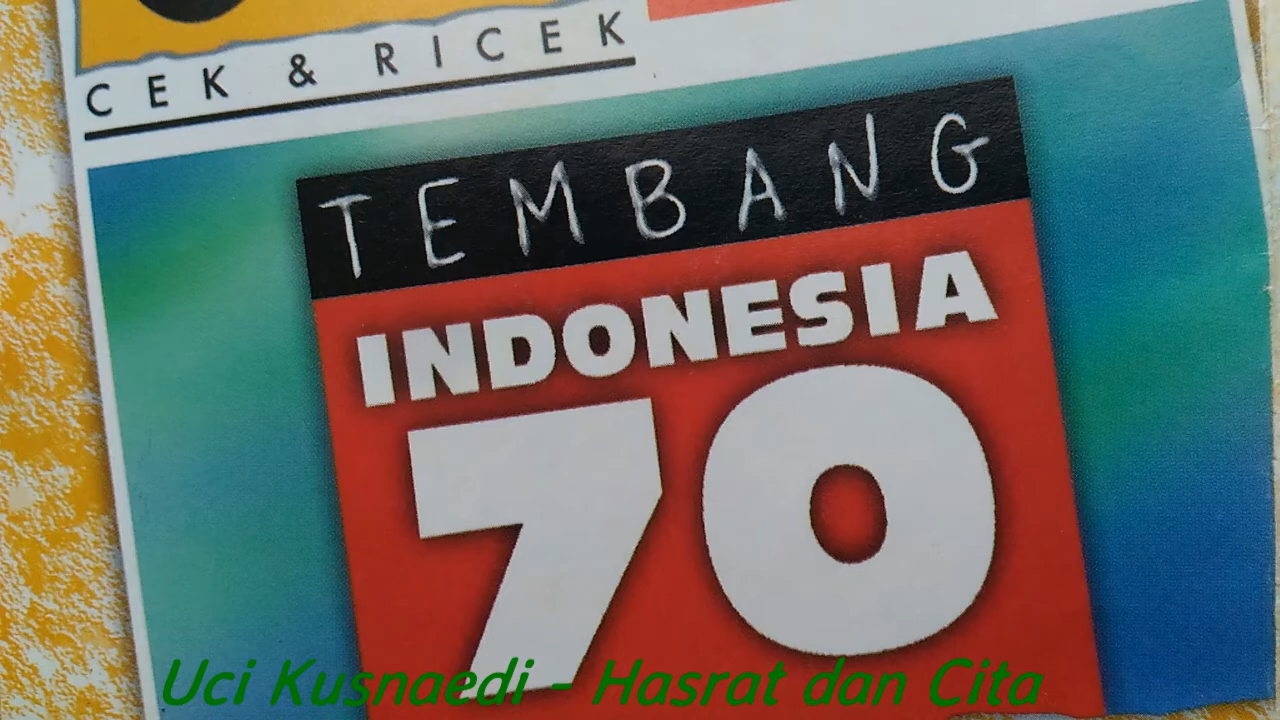 CEK & RICEK
TEMBANG
INDONESIA
70
Uci Kusnaedi - Hasrat dan Cita